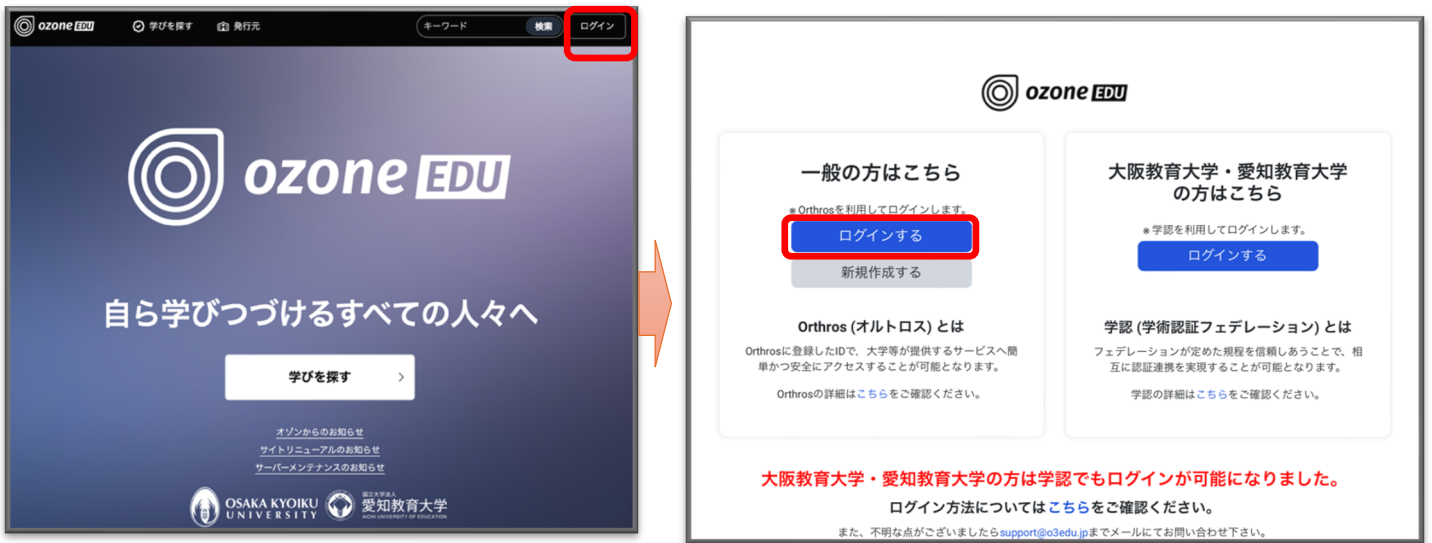 ozone EDU 学びを探す 発行元 キーワード 検索 ログイン
ozone EDU
自ら学びつづけるすべての人々へ
学びを探す
オゾンからのお知らせ
サイトリニューアルのお知らせ
サーバーメンテナンスのお知らせ
OSAKA KYOIKU
UNIVERSITY
国立大学法人
愛知教育大学
AICHI UNIVERSITY OF EDUCATION
ozone EDU
一般の方はこちら
※Orthrosを利用してログインします。
ログインする
新規作成する
Orthros (オルトロス) とは
Orthrosに登録したIDで、大学等が提供するサービスへ簡
単かつ安全にアクセスすることが可能となります。
Orthrosの詳細はこちらをご確認ください。
大阪教育大学・愛知教育大学
の方はこちら
※学認を利用してログインします。
ログインする
学認 (学術認証フェデレーション) とは
フェデレーションが定めた規程を信頼しあうことで、相
互に認証連携を実現することが可能となります。
学認の詳細はこちらをご確認ください。
大阪教育大学・愛知教育大学の方は学認でもログインが可能になりました。
ログイン方法についてはこちらをご確認ください。
また、不明な点がございましたらsupport@o3edu.jpまでメールにてお問い合わせ下さい。